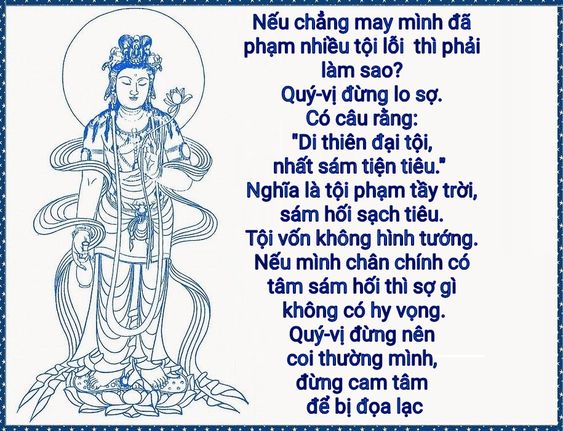 Nếu chẳng may mình đã
phạm nhiều tội lỗi thì phải
làm sao?
Quý-vị đừng lo sợ.
Có câu rằng:
"Di thiên đại tội,
nhất sám tiện tiêu."
Nghĩa là tội phạm tầy trời,
sám hối sạch tiêu.
Tội vốn không hình tướng.
Nếu mình chân chính có
tâm sám hối thì sợ gì
không có hy vọng.
Quý-vị đừng nên
coi thường mình,
đừng cam tâm
để bị đọa lạc